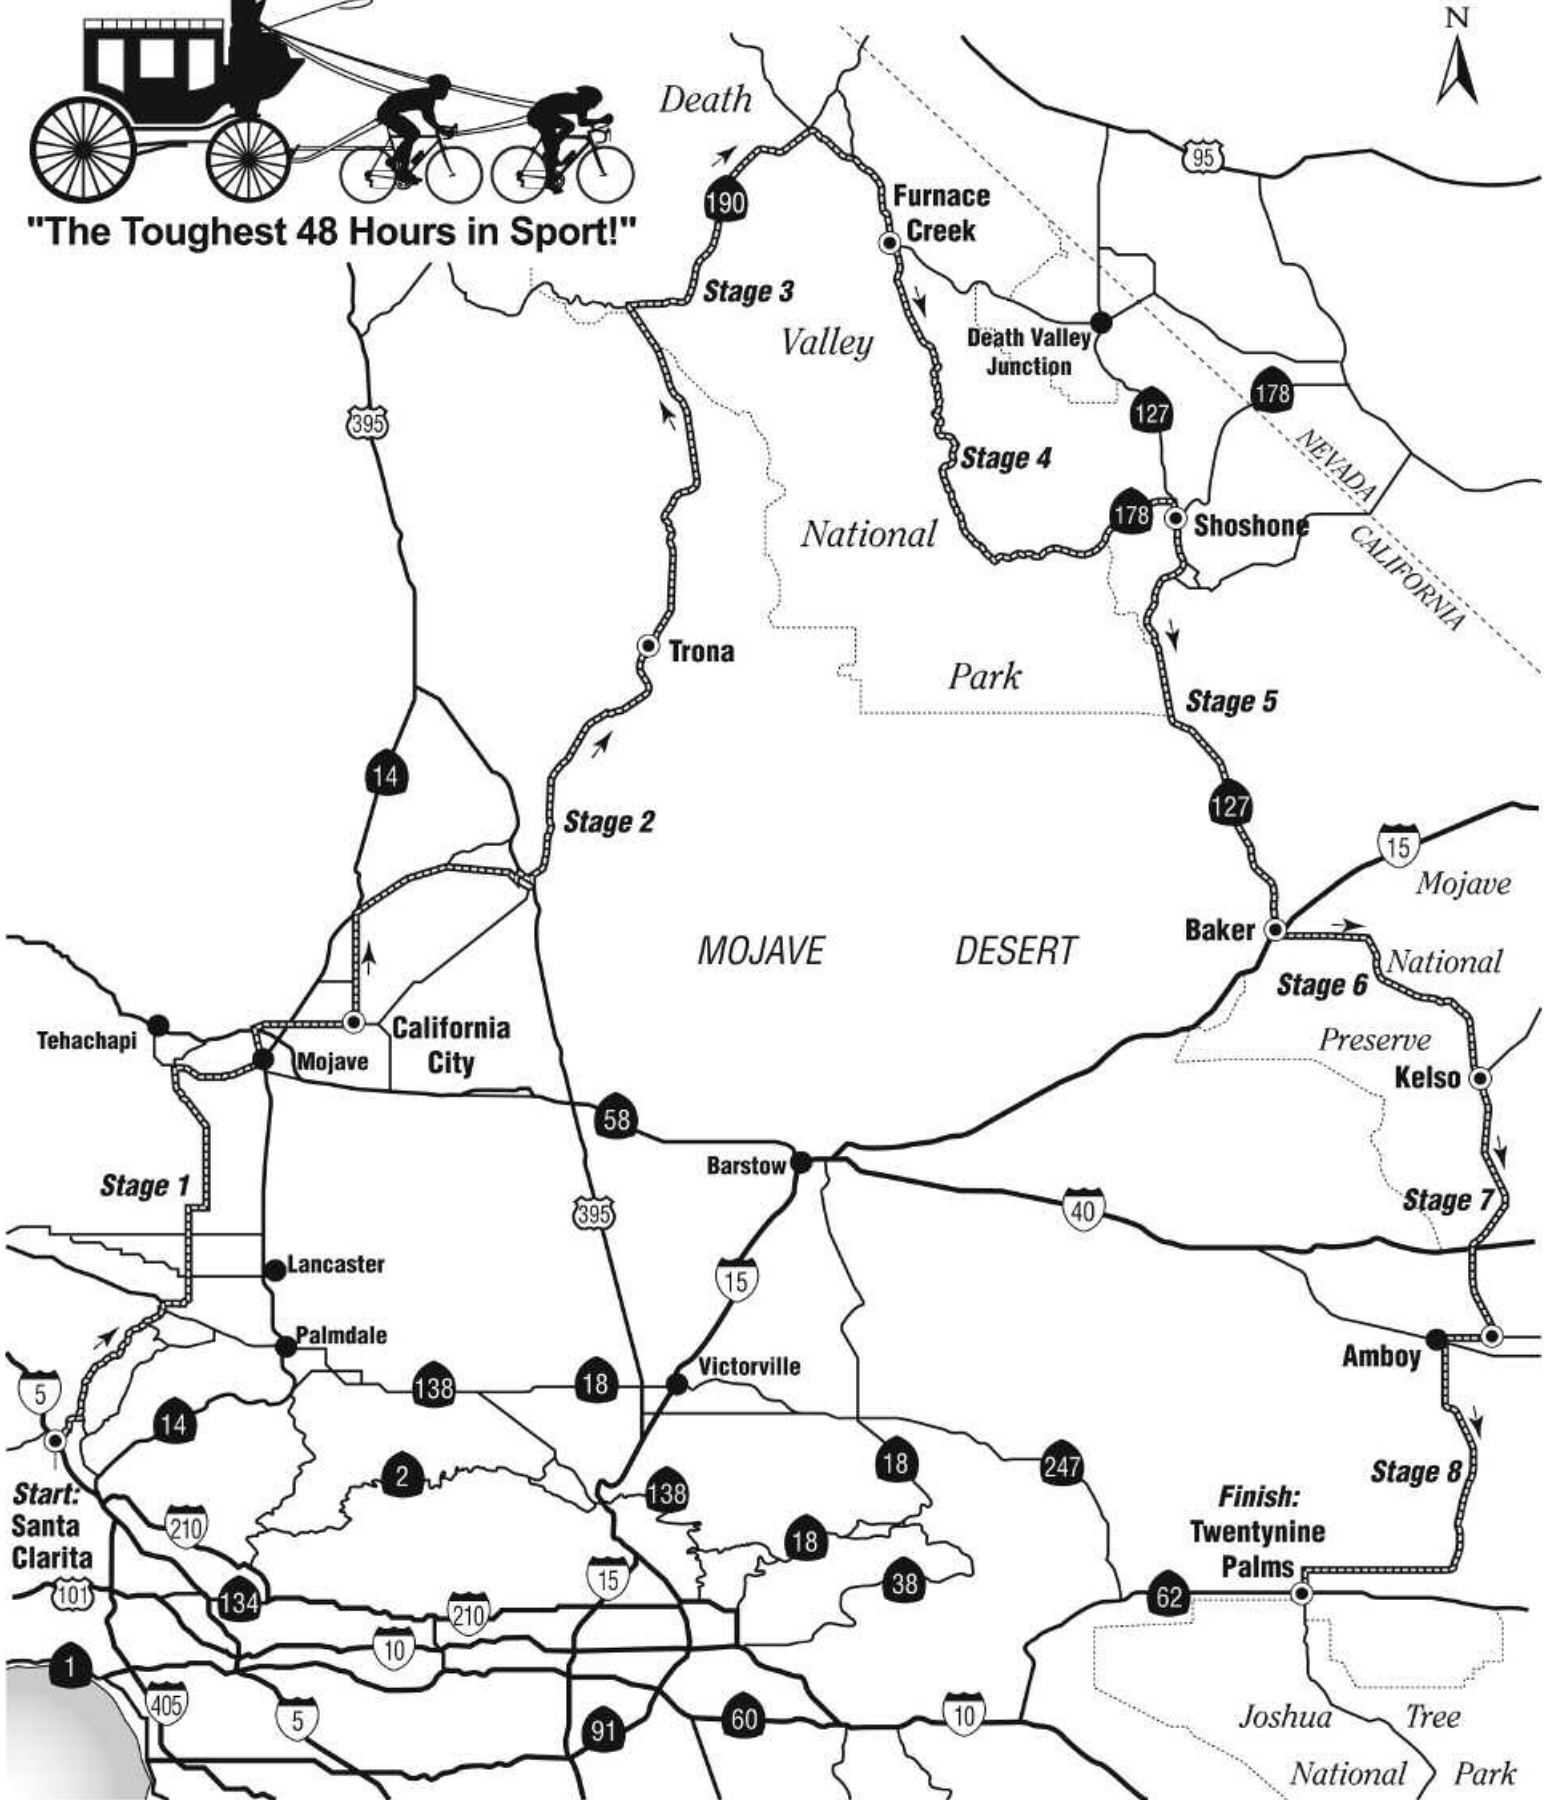 N
Death
95
190
Furnace
Creek
"The Toughest 48 Hours in Sport!"
Stage 3
Valley
Death Valley
Junction
178
127
395
NEVADA
Stage 4
178
Shoshone
National
CALIFORNIA
Trona
Park
Stage 5
14
127
Stage 2
15
Mojave
Baker
MOJAVE DESERT
National
Stage 6
California
City
Tehachapi
Mojave
Preserve
Kelso
58
Barstow
Stage 1
Stage 7
395
40
Lancaster
15
Palmdale
Amboy
Victorville
5
138
18
14
2
18
247
Stage 8
138
Start:
Santa
Clarita
Finish:
Twentynine
Palms
210
18
15
38
101
134
210
62
10
1
405
5
91
60
10
Joshua Tree
National Park